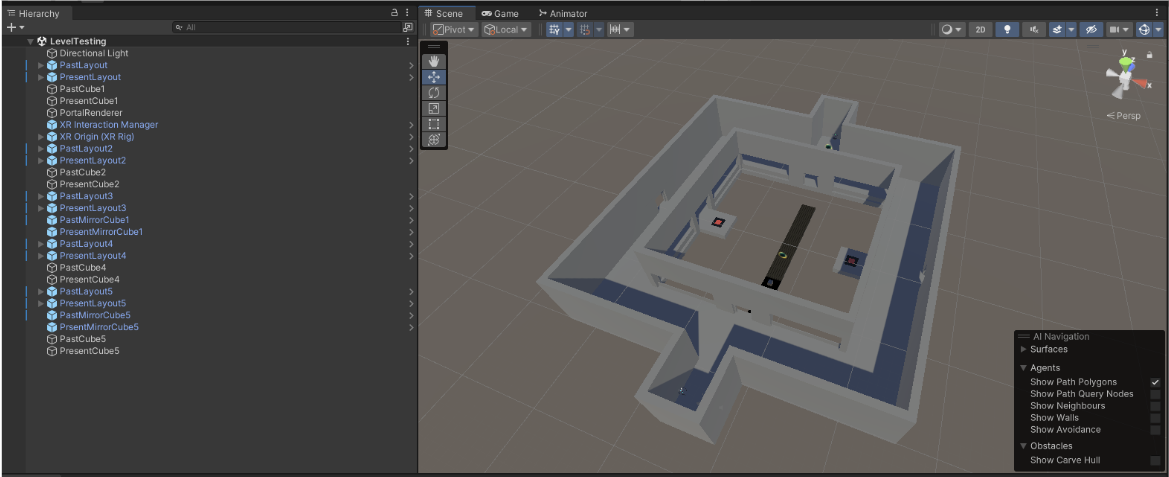 Hierarchy
All
LevelTesting
Directional Light
PastLayout
PresentLayout
PastCube1
PresentCube1
PortalRenderer
XR Interaction Manager
XR Origin (XR Rig)
PastLayout2
PresentLayout2
PastCube2
PresentCube2
PastLayout3
PresentLayout3
PastMirrorCube1
PresentMirrorCube1
PastLayout4
PresentLayout4
PastCube4
PresentCube4
PastLayout5
PresentLayout5
PastMirrorCube5
PrsentMirrorCube5
PastCube5
PresentCube5
Scene Game Animator
Pivot Local 2D
y
x
Persp
AI Navigation
Surfaces
Agents
Show Path Polygons
Show Path Query Nodes
Show Neighbours
Show Walls
Show Avoidance
Obstacles
Show Carve Hull